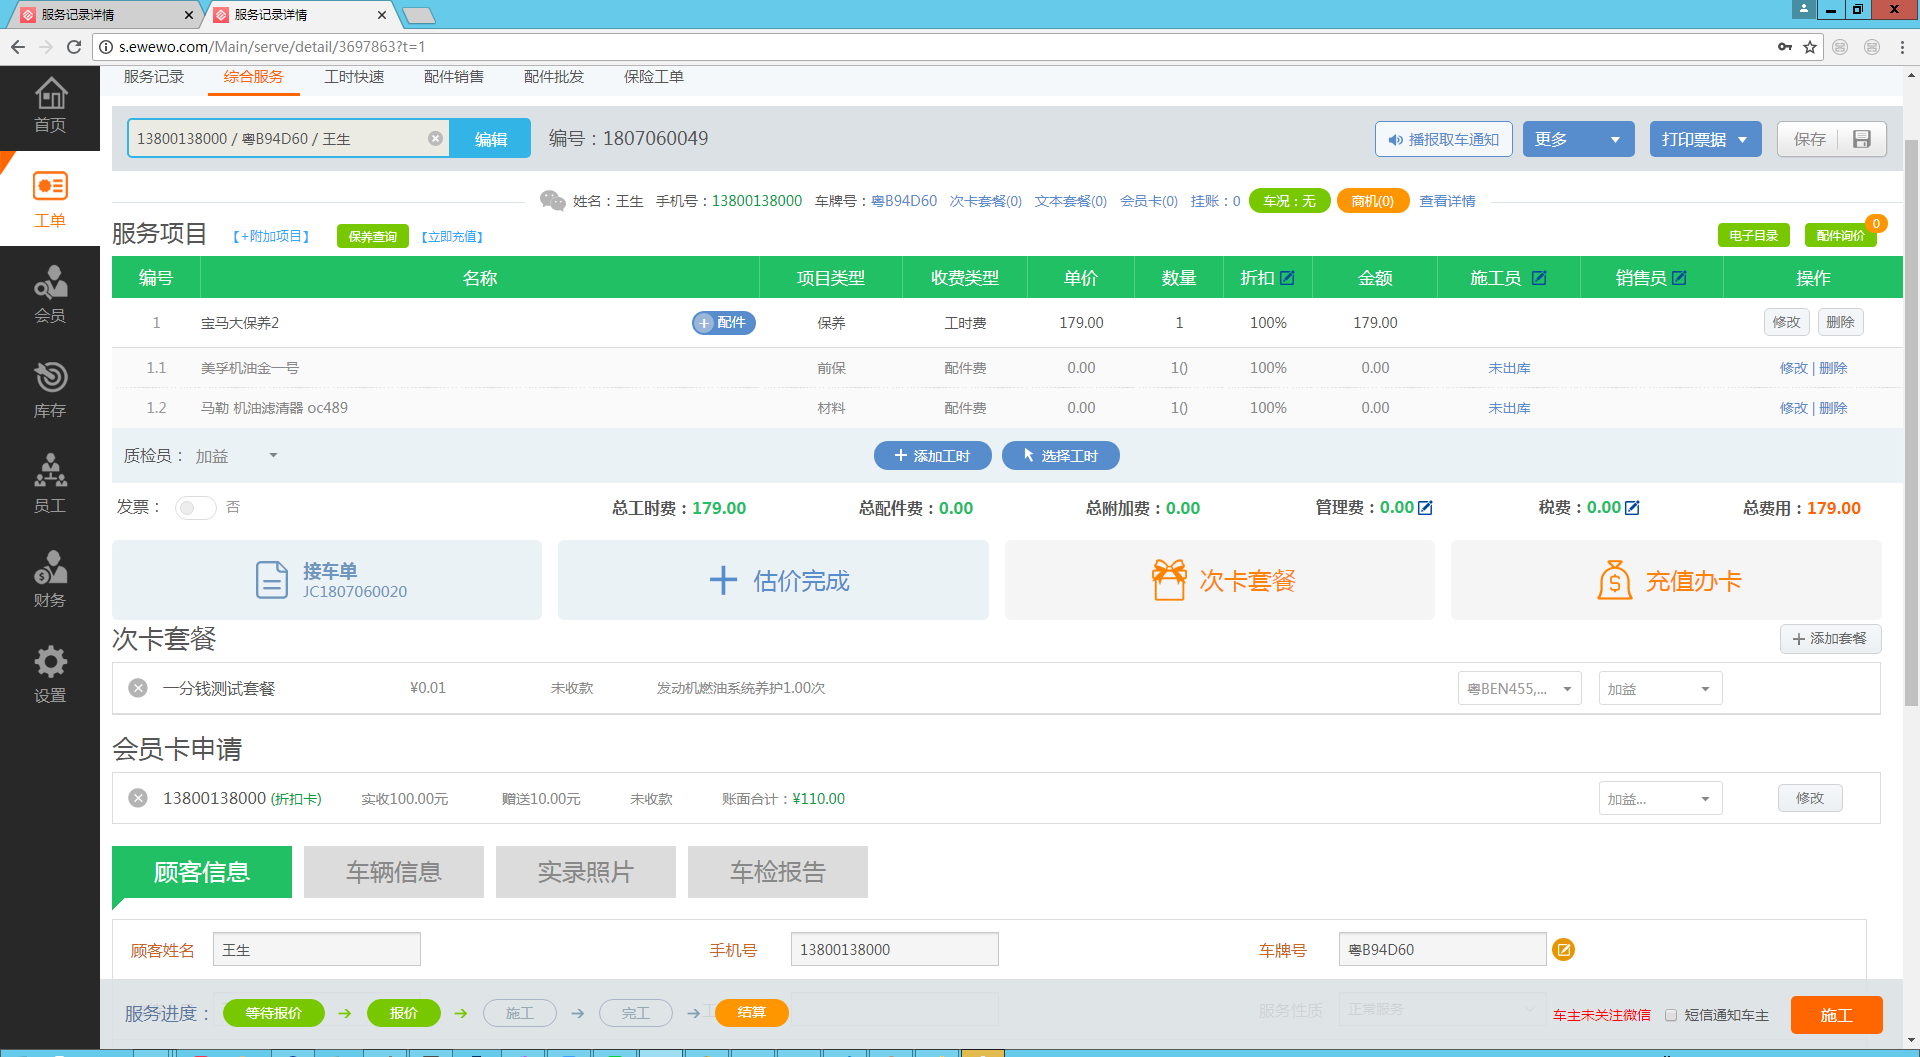 服务记录详情 服务记录详情
s.ewewo.com/Main/serve/detail/3697863?t=1
服务记录 综合服务 工时快速 配件销售 配件批发 保险工单
首页
工单
会员
库存
员工
财务
设置
13800138000 / 粤B94D60 / 王生 编辑 编号：1807060049 播报取车通知 更多 打印票据 保存
姓名：王生 手机号：13800138000 车牌号：粤B94D60 次卡套餐(0) 文本套餐(0) 会员卡(0) 挂账：0 车况：无 商机(0) 查看详情
服务项目 【+附加项目】 保养查询 【立即充值】 电子目录 配件询价 0
编号 名称 项目类型 收费类型 单价 数量 折扣 金额 施工员 销售员 操作
1 宝马大保养2 配件 保养 工时费 179.00 1 100% 179.00 修改 删除
1.1 美孚机油金一号 前保 配件费 0.00 1() 100% 0.00 未出库 修改 | 删除
1.2 马勒 机油滤清器 oc489 材料 配件费 0.00 1() 100% 0.00 未出库 修改 | 删除
质检员： 加益 添加工时 选择工时
发票： 否 总工时费：179.00 总配件费：0.00 总附加费：0.00 管理费：0.00 税费：0.00 总费用：179.00
接车单
JC1807060020
估价完成 次卡套餐 充值办卡
次卡套餐 添加套餐
一分钱测试套餐 ¥0.01 未收款 发动机燃油系统养护1.00次 粤BEN455,... 加益
会员卡申请
13800138000 (折扣卡) 实收100.00元 赠送10.00元 未收款 账面合计：¥110.00 加益... 修改
顾客信息 车辆信息 实录照片 车检报告
顾客姓名 王生 手机号 13800138000 车牌号 粤B94D60
服务进度： 等待报价 报价 施工 完工 结算 服务性质 正常服务 车主未关注微信 短信通知车主 施工